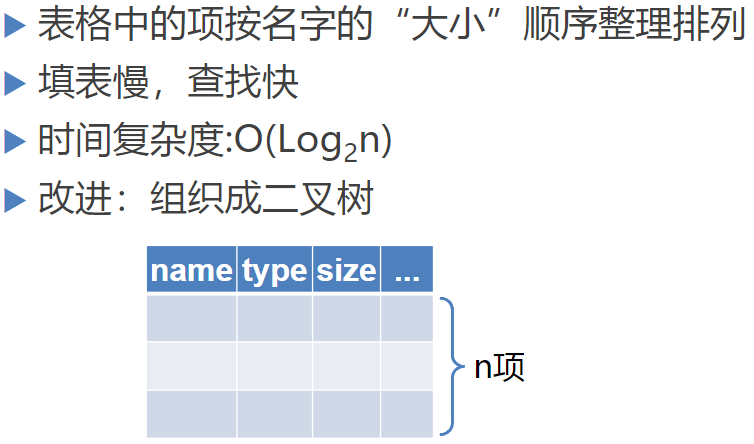 表格中的项按名字的“大小”顺序整理排列
填表慢，查找快
时间复杂度:O(Log₂n)
改进：组织成二叉树
name type size ...
n项